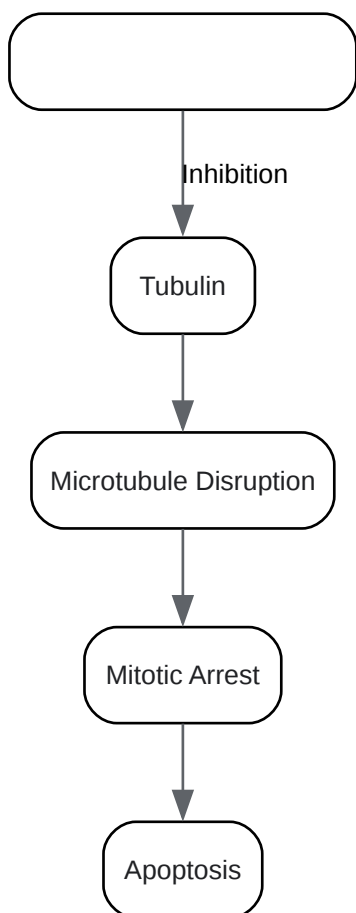 Inhibition
Tubulin
Microtubule Disruption
Mitotic Arrest
Apoptosis